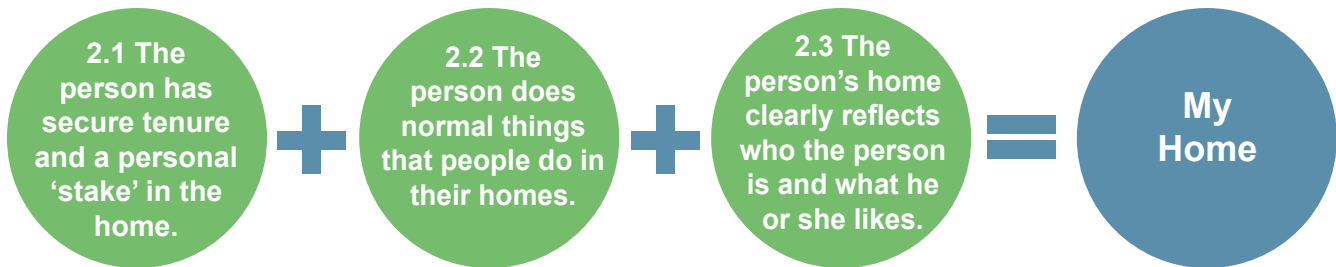 2.1 The
person has
secure tenure
and a personal
‘stake’ in the
home.
2.2 The
person does
normal things
that people do in
their homes.
2.3 The
person’s home
clearly reflects
who the person
is and what he
or she likes.
My
Home